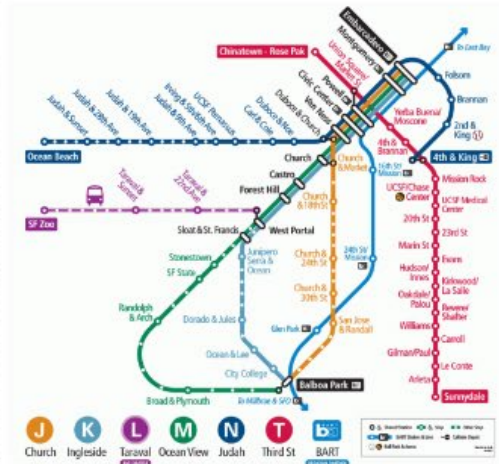 Embarcadero
Montgomery
to East Bay
Chinatown - Rose Pak
Union Square/
Market St
Powell
Civic Center
Van Ness
Folsom
Brannan
2nd &
King
4th & King
Yerba Buena/
Moscone
4th &
Brannan
Judah & Sunset
Judah & 28th Ave
Judah & 19th Ave
Judah & 9th Ave
Irving &
UCSF Parnassus
Carl & Cole
Duboce & Noe
Duboce & Church
Ocean Beach
Church
Church
& Market
16th St/
Mission
Mission Rock
UCSF/Chase
Center
UCSF Medical
Center
Castro
Forest Hill
Church
& 18th St
20th St
23rd St
Taraval &
Sunset
Taraval &
22nd Ave
SF Zoo
Sloat & St. Francis
West Portal
Marin St
Evans
Stonestown
SF State
Junipero
Serra &
Ocean
Church &
24th St
24th St/
Mission
Hudson/
Innes
Kirkwood/
La Salle
Oakdale/
Palou
Revere/
Shafter
Church &
30th St
Randolph
& Arch
Dorado & Jules
Glen Park
San Jose
& Randall
Williams
Carroll
Gilman/Paul
Le Conte
Ocean & Lee
City College
Arleta
Balboa Park
Sunnydale
Broad & Plymouth
to Millbrae & SFO
J
K
L
M
N
T
Church
Ingleside
Taraval
Ocean View
Judah
Third St
BART